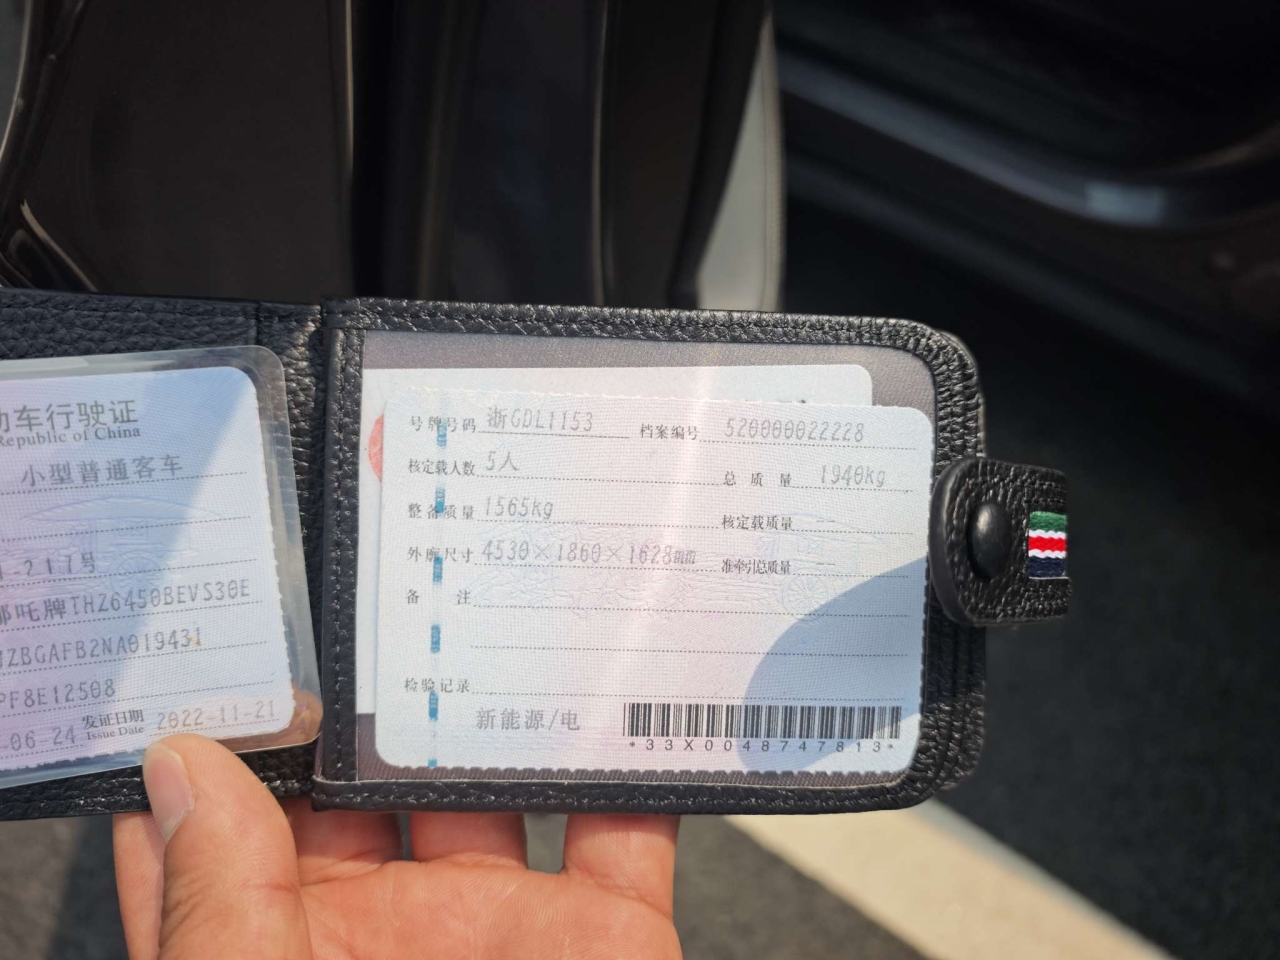 动车行驶证
Republic of China
小型普通客车
217号
哪吒牌THZ6450BEVS30E
ZBGAFB2NA019431
PF8E12508
-06-24 发证日期 2022-11-21
Issue Date
号牌号码 浙GDL1153 档案编号 520000022228
核定载人数 5人 总质量 1940kg
整备质量 1565kg 核定载质量 --
外廓尺寸 4530×1860×1628mm 准牵引总质量 --
备注
检验记录
新能源/电
*33X0048747813*